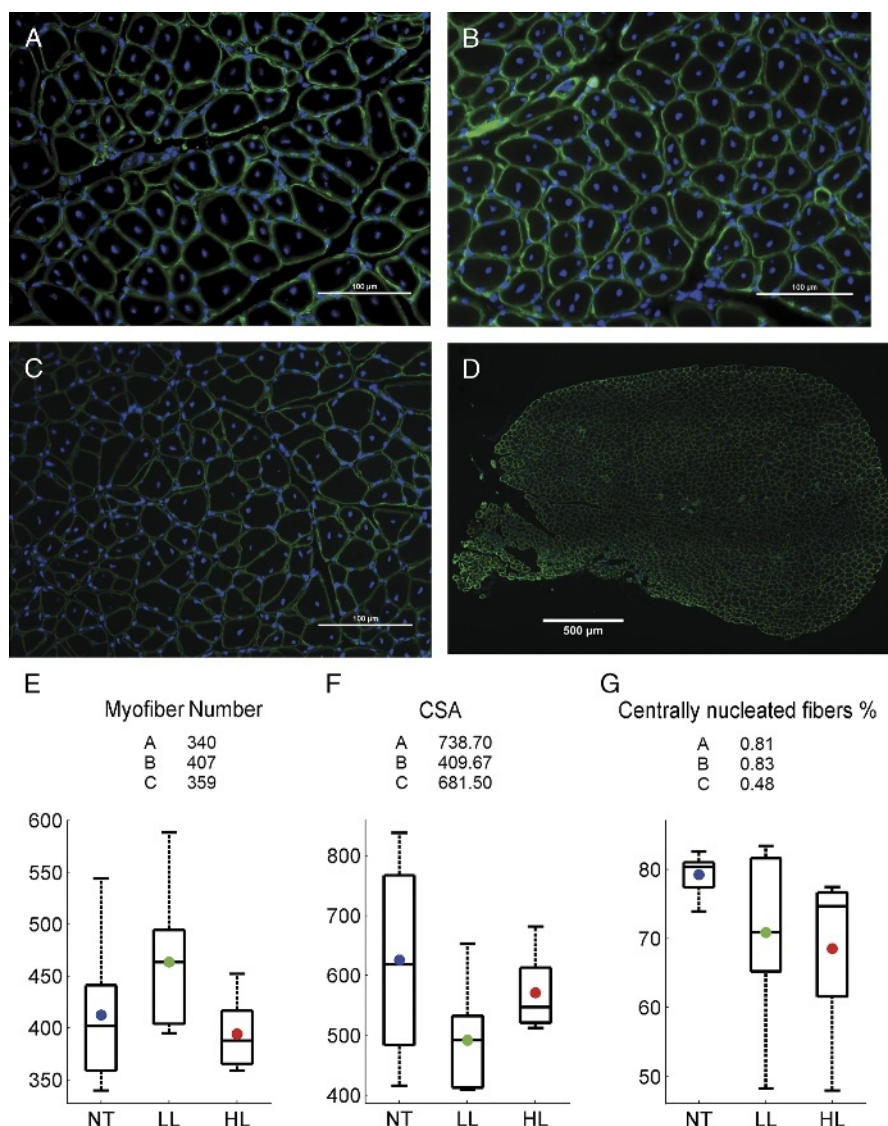 A
B
100 µm
100 µm
C
D
100 µm
500 µm
E
F
G
Myofiber Number
CSA
Centrally nucleated fibers %
A 340
B 407
C 359
A 738.70
B 409.67
C 681.50
A 0.81
B 0.83
C 0.48
600
550
500
450
400
350
NT LL HL
800
700
600
500
400
NT LL HL
80
70
60
50
NT LL HL